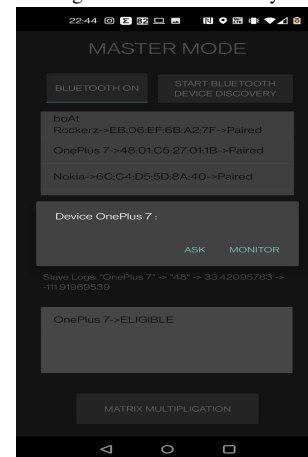 22:44
MASTER MODE
BLUETOOTH ON
START BLUETOOTH
DEVICE DISCOVERY
boAt
Rockerz->EB:06:EF:6B:A2:7F->Paired
OnePlus 7->48:01:C5:27:01:1B->Paired
Nokia->6C:C4:D5:5D:8A:40->Paired
Device OnePlus 7 :
ASK MONITOR
Slave Logs: "OnePlus 7" -> "48" -> 33.42095783 ->
-111.91969539
OnePlus 7->ELIGIBLE
MATRIX MULTIPLICATION